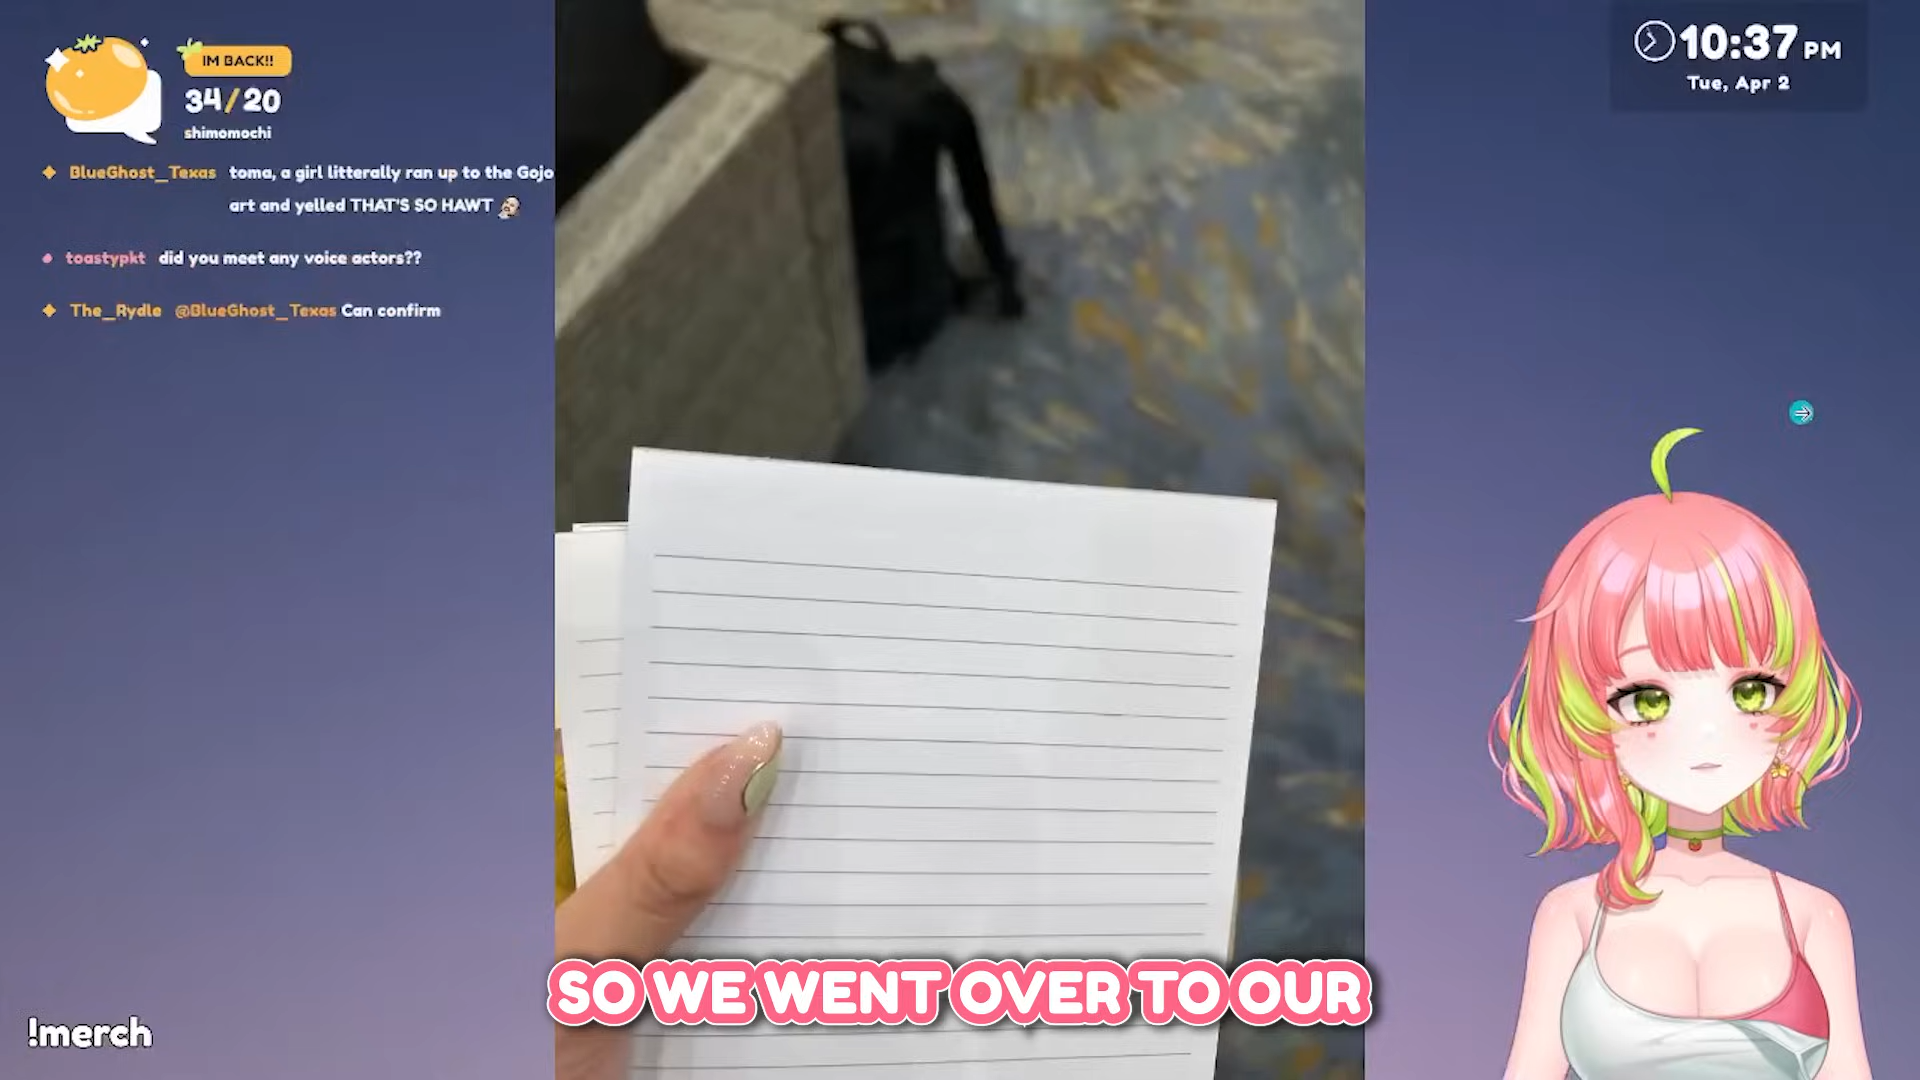 IM BACK!!
34/20
shimomochi
BlueGhost_Texas toma, a girl litterally ran up to the Gojo
art and yelled THAT'S SO HAWT
toastypkt did you meet any voice actors??
The_Rydle @BlueGhost_Texas Can confirm
10:37 PM
Tue, Apr 2
SO WE WENT OVER TO OUR
!merch